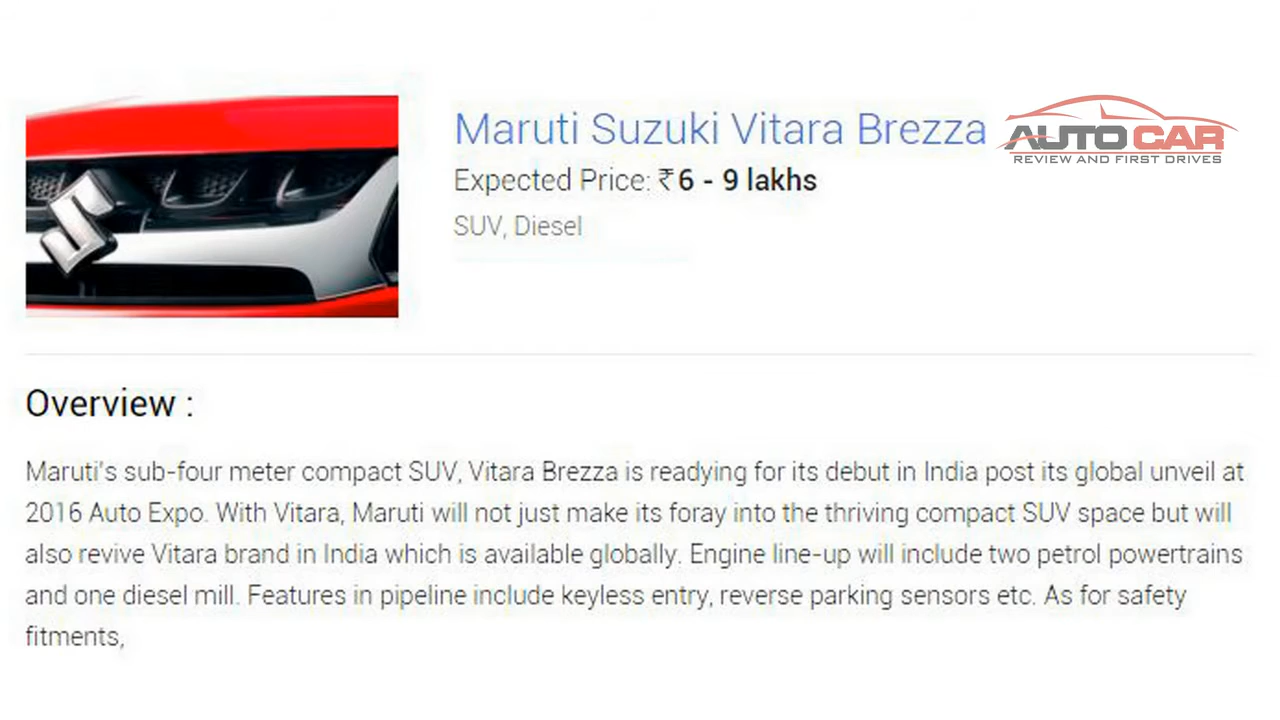 Maruti Suzuki Vitara Brezza
AUTO CAR
REVIEW AND FIRST DRIVES
Expected Price: ₹ 6 - 9 lakhs
SUV, Diesel
Overview :
Maruti's sub-four meter compact SUV, Vitara Brezza is readying for its debut in India post its global unveil at
2016 Auto Expo. With Vitara, Maruti will not just make its foray into the thriving compact SUV space but will
also revive Vitara brand in India which is available globally. Engine line-up will include two petrol powertrains
and one diesel mill. Features in pipeline include keyless entry, reverse parking sensors etc. As for safety
fitments,